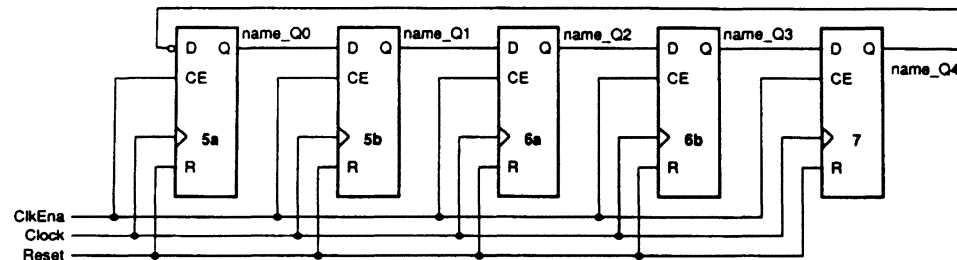 name_Q0 name_Q1 name_Q2 name_Q3
D Q D Q D Q D Q D Q
name_Q4
CE CE CE CE CE
5a 5b 6a 6b 7
R R R R R
ClkEna
Clock
Reset